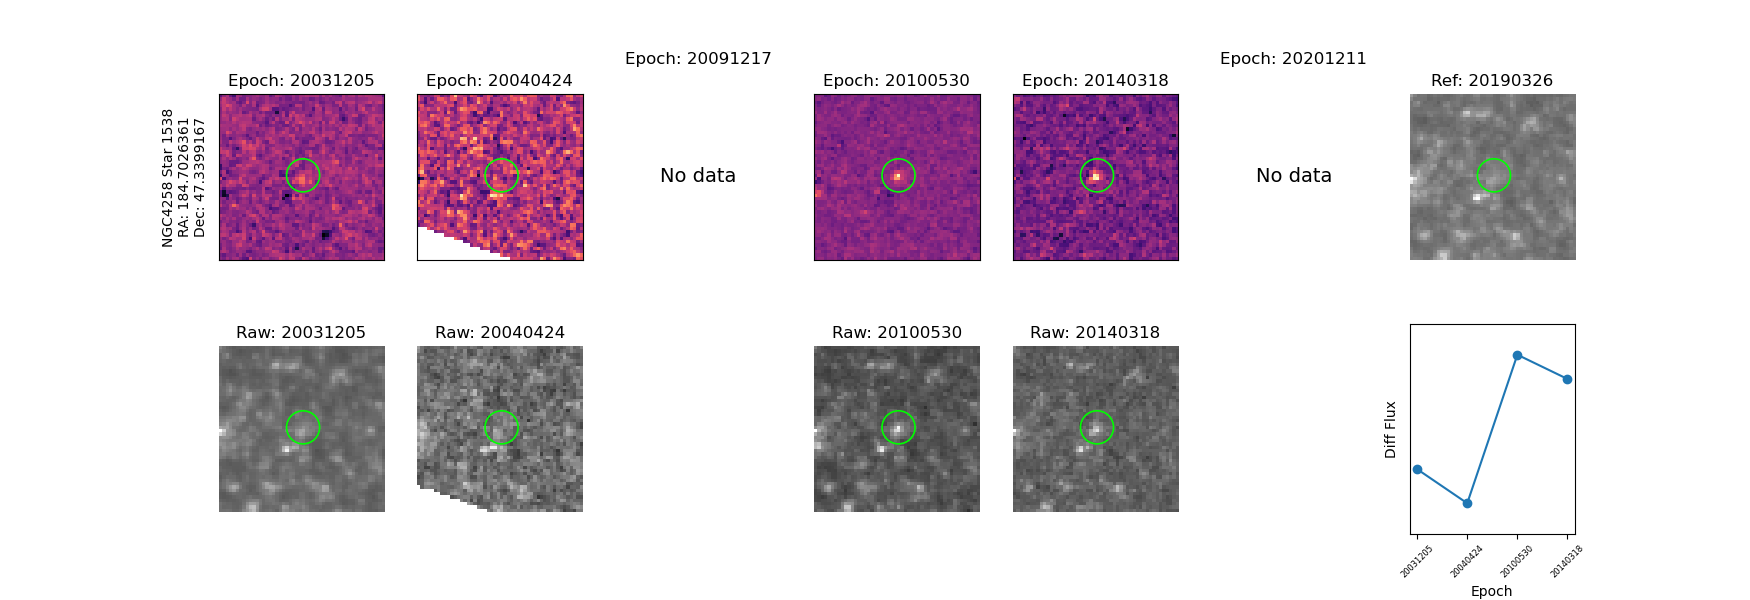 Epoch: 20091217
Epoch: 20201211
Epoch: 20031205
Epoch: 20040424
Epoch: 20100530
Epoch: 20140318
Ref: 20190326
NGC4258 Star 1538
RA: 184.7026361
Dec: 47.3399167
No data
No data
Raw: 20031205
Raw: 20040424
Raw: 20100530
Raw: 20140318
Diff Flux
20031205
20040424
20100530
20140318
Epoch